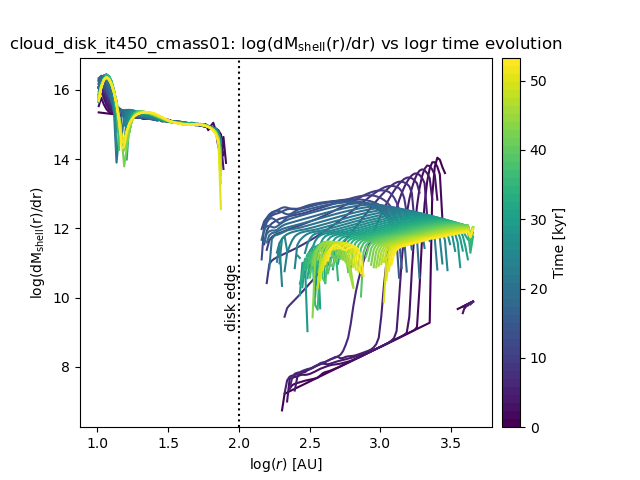 cloud_disk_it450_cmass01: log(dM_shell(r)/dr) vs logr time evolution
16
14
12
10
8
log(dM_shell(r)/dr)
disk edge
1.0 1.5 2.0 2.5 3.0 3.5
log(r) [AU]
50
40
30
20
10
0
Time [kyr]